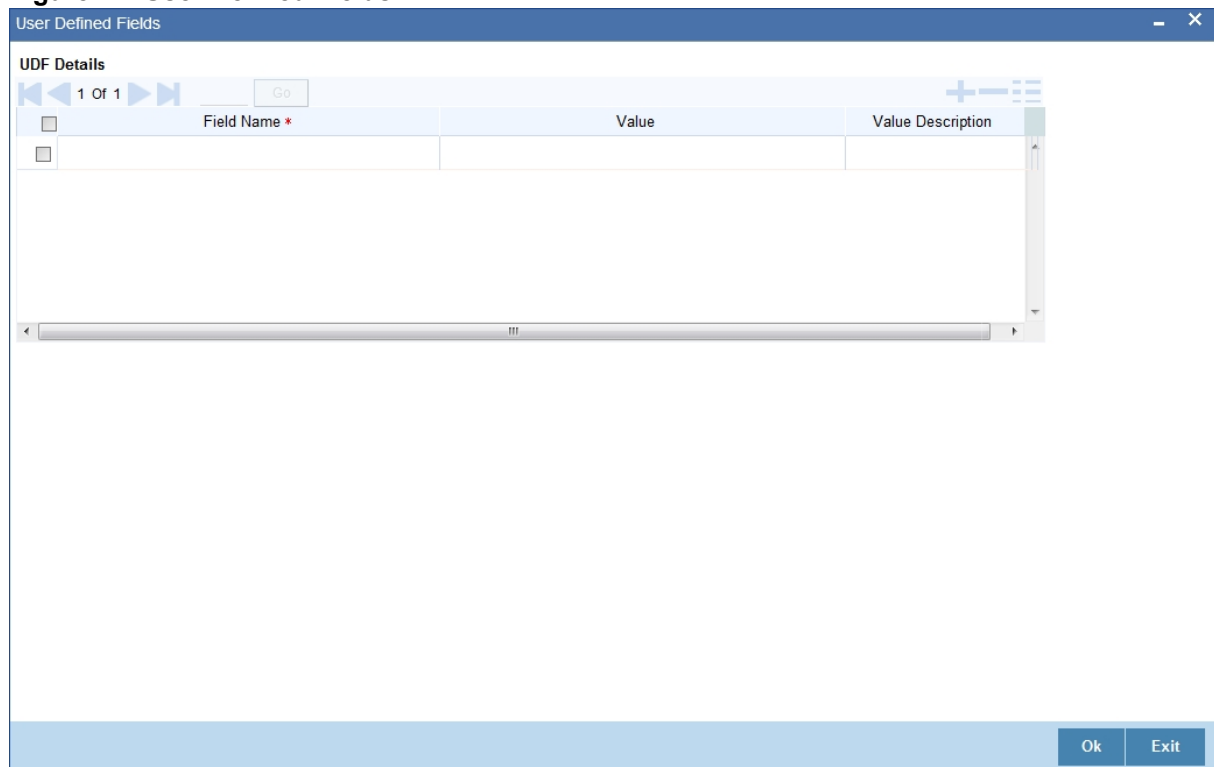 User Defined Fields
UDF Details
1 Of 1 Go
Field Name * Value Value Description
Ok Exit